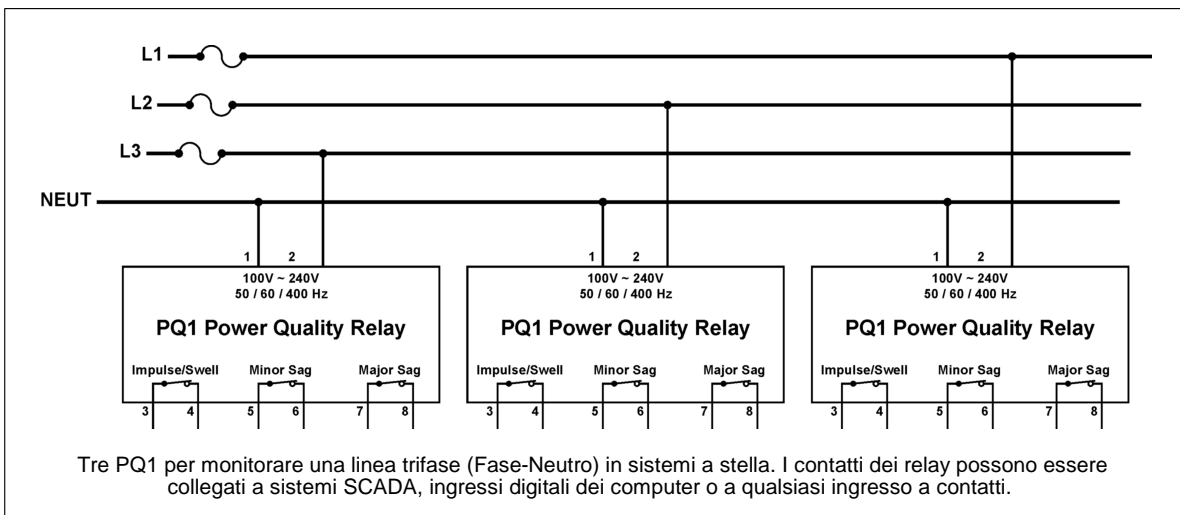 L1
L2
L3
NEUT
1 2 1 2 1 2
100V ~ 240V 100V ~ 240V 100V ~ 240V
50 / 60 / 400 Hz 50 / 60 / 400 Hz 50 / 60 / 400 Hz
PQ1 Power Quality Relay PQ1 Power Quality Relay PQ1 Power Quality Relay
Impulse/Swell Minor Sag Major Sag Impulse/Swell Minor Sag Major Sag Impulse/Swell Minor Sag Major Sag
3 4 5 6 7 8 3 4 5 6 7 8 3 4 5 6 7 8
Tre PQ1 per monitorare una linea trifase (Fase-Neutro) in sistemi a stella. I contatti dei relay possono essere
collegati a sistemi SCADA, ingressi digitali dei computer o a qualsiasi ingresso a contatti.